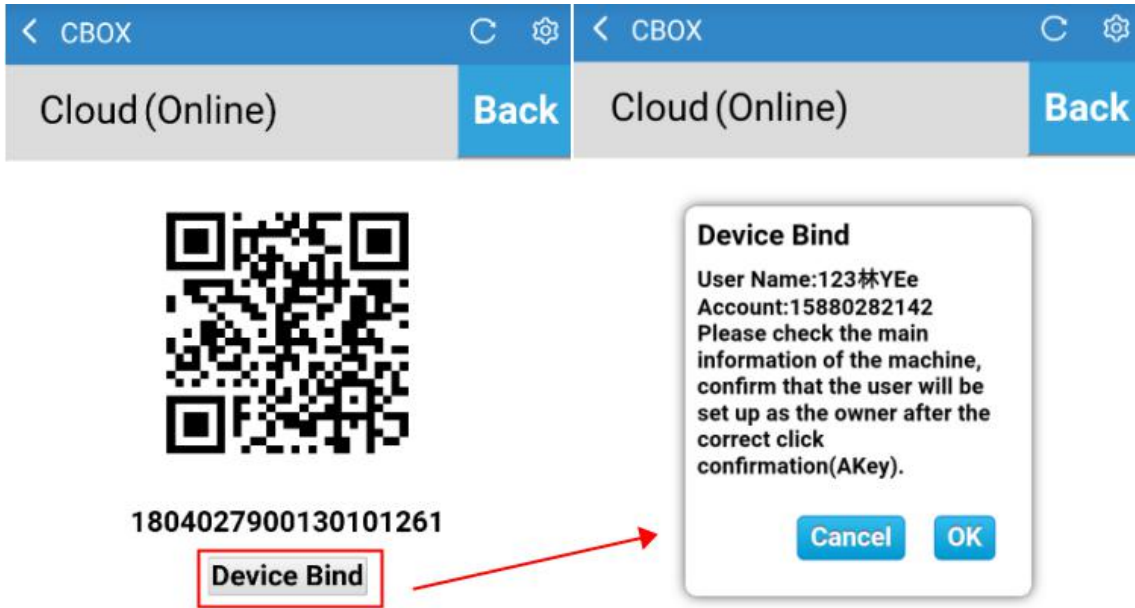 CBOX
Cloud(Online)
Back
1804027900130101261
Device Bind
CBOX
Cloud(Online)
Back
Device Bind
User Name:123林YEe
Account:15880282142
Please check the main
information of the machine,
confirm that the user will be
set up as the owner after the
correct click
confirmation(AKey).
Cancel
OK